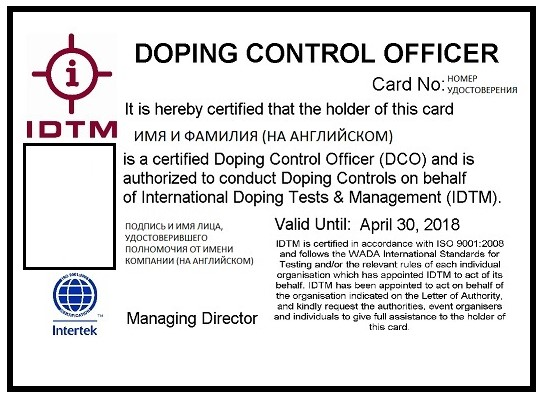 DOPING CONTROL OFFICER
Card No: НОМЕР
УДОСТОВЕРЕНИЯ
It is hereby certified that the holder of this card
IDTM
ИМЯ И ФАМИЛИЯ (НА АНГЛИЙСКОМ)
is a certified Doping Control Officer (DCO) and is
authorized to conduct Doping Controls on behalf
of International Doping Tests & Management (IDTM).
ПОДПИСЬ И ИМЯ ЛИЦА,
УДОСТОВЕРИВШЕГО
ПОЛНОМОЧИЯ ОТ ИМЕНИ
КОМПАНИИ (НА АНГЛИЙСКОМ)
Valid Until: April 30, 2018
IDTM is certified in accordance with ISO 9001:2008
and follows the WADA International Standards for
Testing and/or the relevant rules of each individual
organisation which has appointed IDTM to act of its
behalf. IDTM has been appointed to act on behalf of
the organisation indicated on the Letter of Authority,
and kindly request the authorities, event organisers
and individuals to give full assistance to the holder of
this card.
Intertek
Managing Director